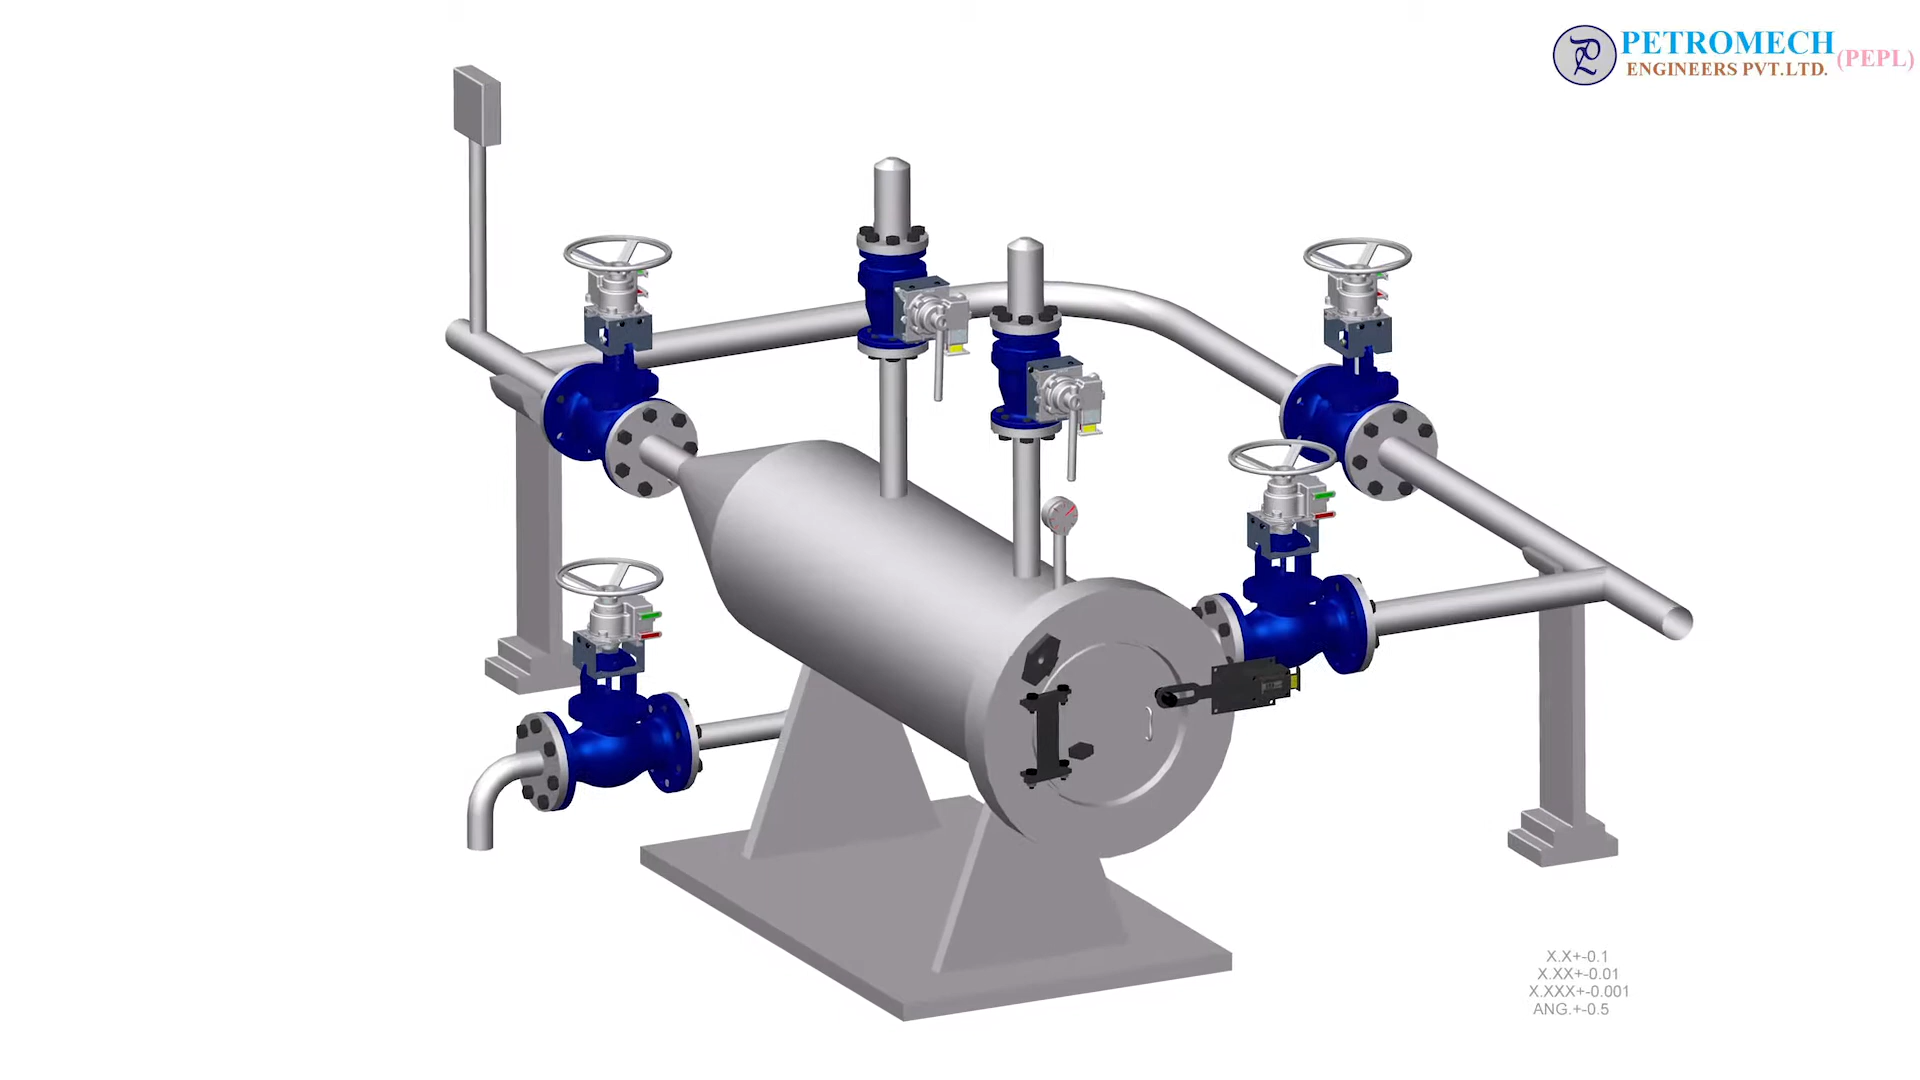 PETROMECH
ENGINEERS PVT.LTD.
(PEPL)
X.X+-0.1
X.XX+-0.01
X.XXX+-0.001
ANG.+-0.5